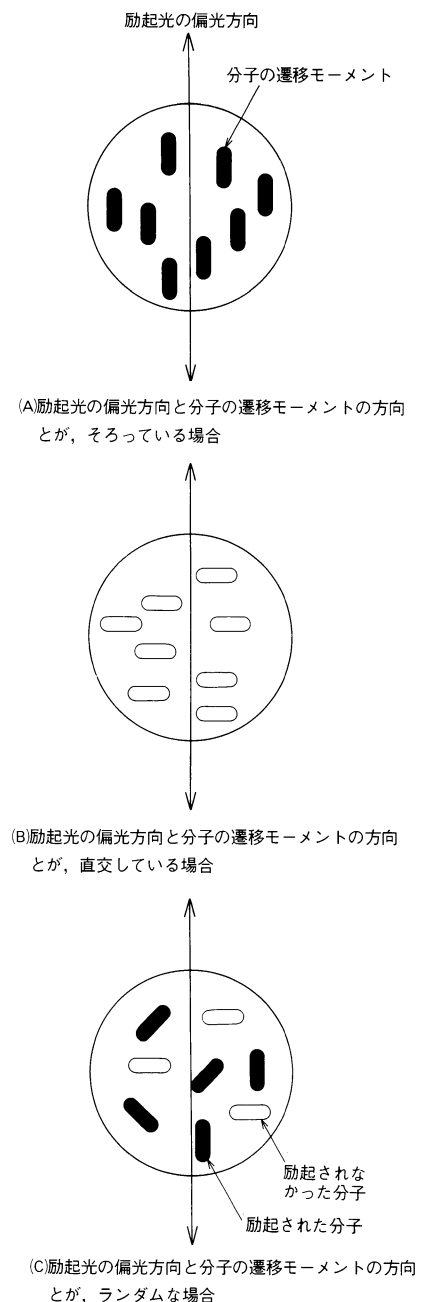 励起光の偏光方向
分子の遷移モーメント
(A)励起光の偏光方向と分子の遷移モーメントの方向
とが，そろっている場合
(B)励起光の偏光方向と分子の遷移モーメントの方向
とが，直交している場合
励起されな
かった分子
励起された分子
(C)励起光の偏光方向と分子の遷移モーメントの方向
とが，ランダムな場合